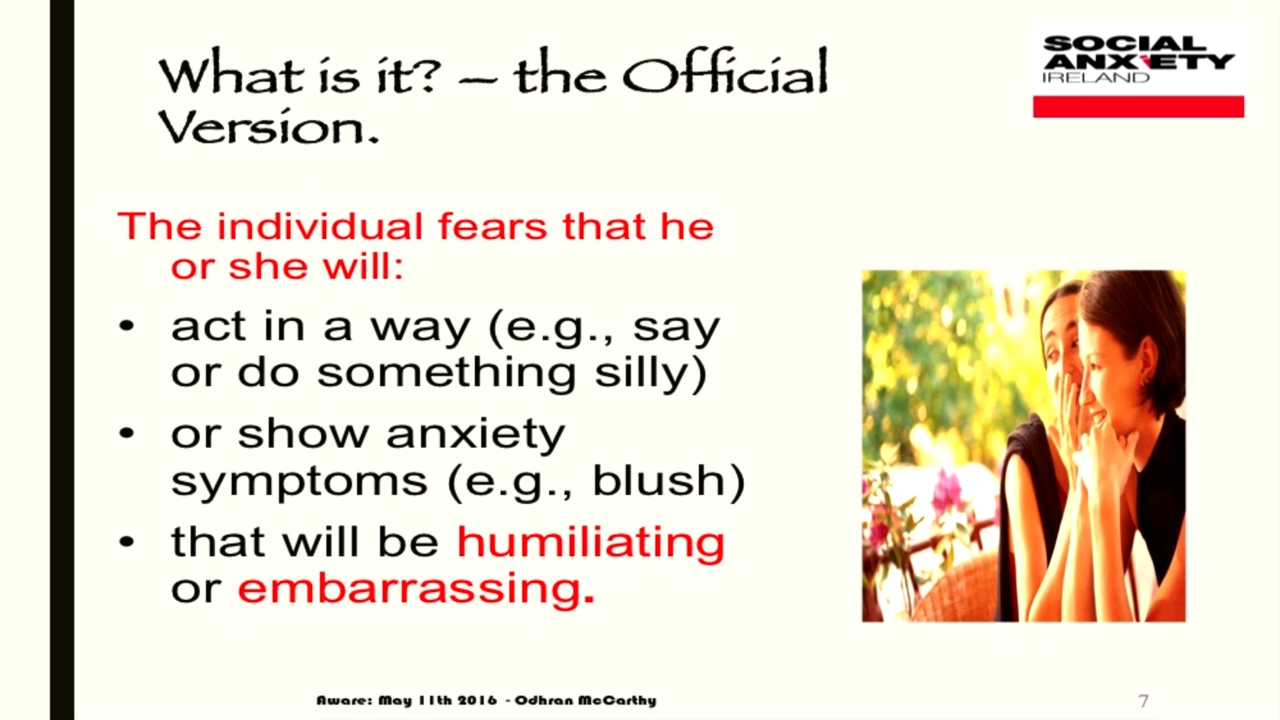 What is it? – the Official
Version.
SOCIAL
ANXIETY
IRELAND
The individual fears that he
or she will:
• act in a way (e.g., say
or do something silly)
• or show anxiety
symptoms (e.g., blush)
• that will be humiliating
or embarrassing.
Aware: May 11th 2016 - Odhran McCarthy
7